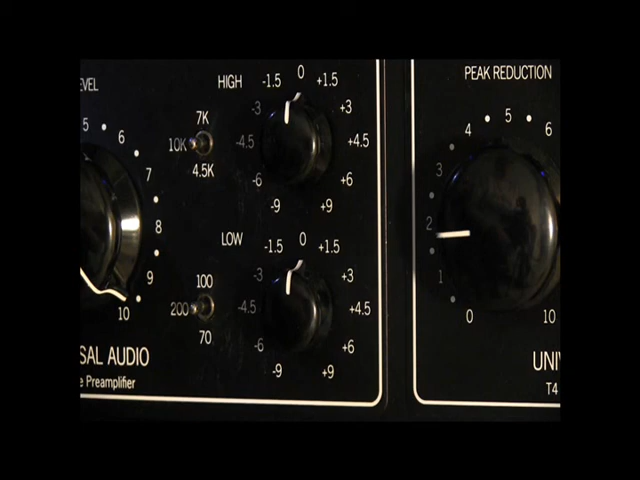 EVEL
5
6
7
8
9
10
SAL AUDIO
e Preamplifier
7K
10K
4.5K
100
200
70
HIGH
-9 -6 -4.5 -3 -1.5 0 +1.5 +3 +4.5 +6 +9
LOW
-9 -6 -4.5 -3 -1.5 0 +1.5 +3 +4.5 +6 +9
PEAK REDUCTION
0 1 2 3 4 5 6 10
UNIV
T4